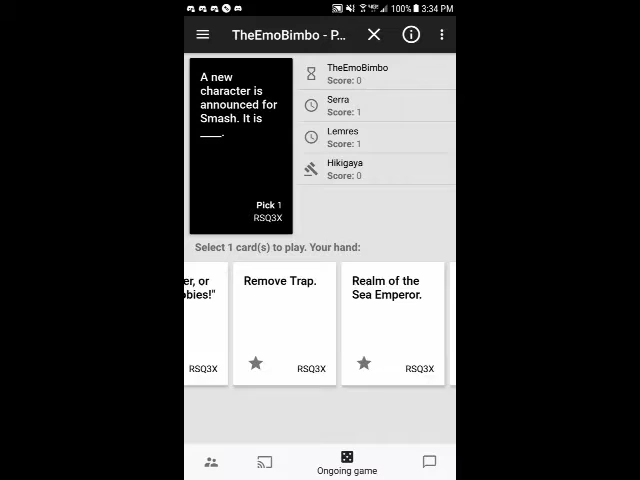 100% 3:34 PM
TheEmoBimbo - P...
A new
character is
announced for
Smash. It is
____.
Pick 1
RSQ3X
TheEmoBimbo
Score: 0
Serra
Score: 1
Lemres
Score: 1
Hikigaya
Score: 0
Select 1 card(s) to play. Your hand:
er, or
bies!"
RSQ3X
Remove Trap.
RSQ3X
Realm of the
Sea Emperor.
RSQ3X
Ongoing game